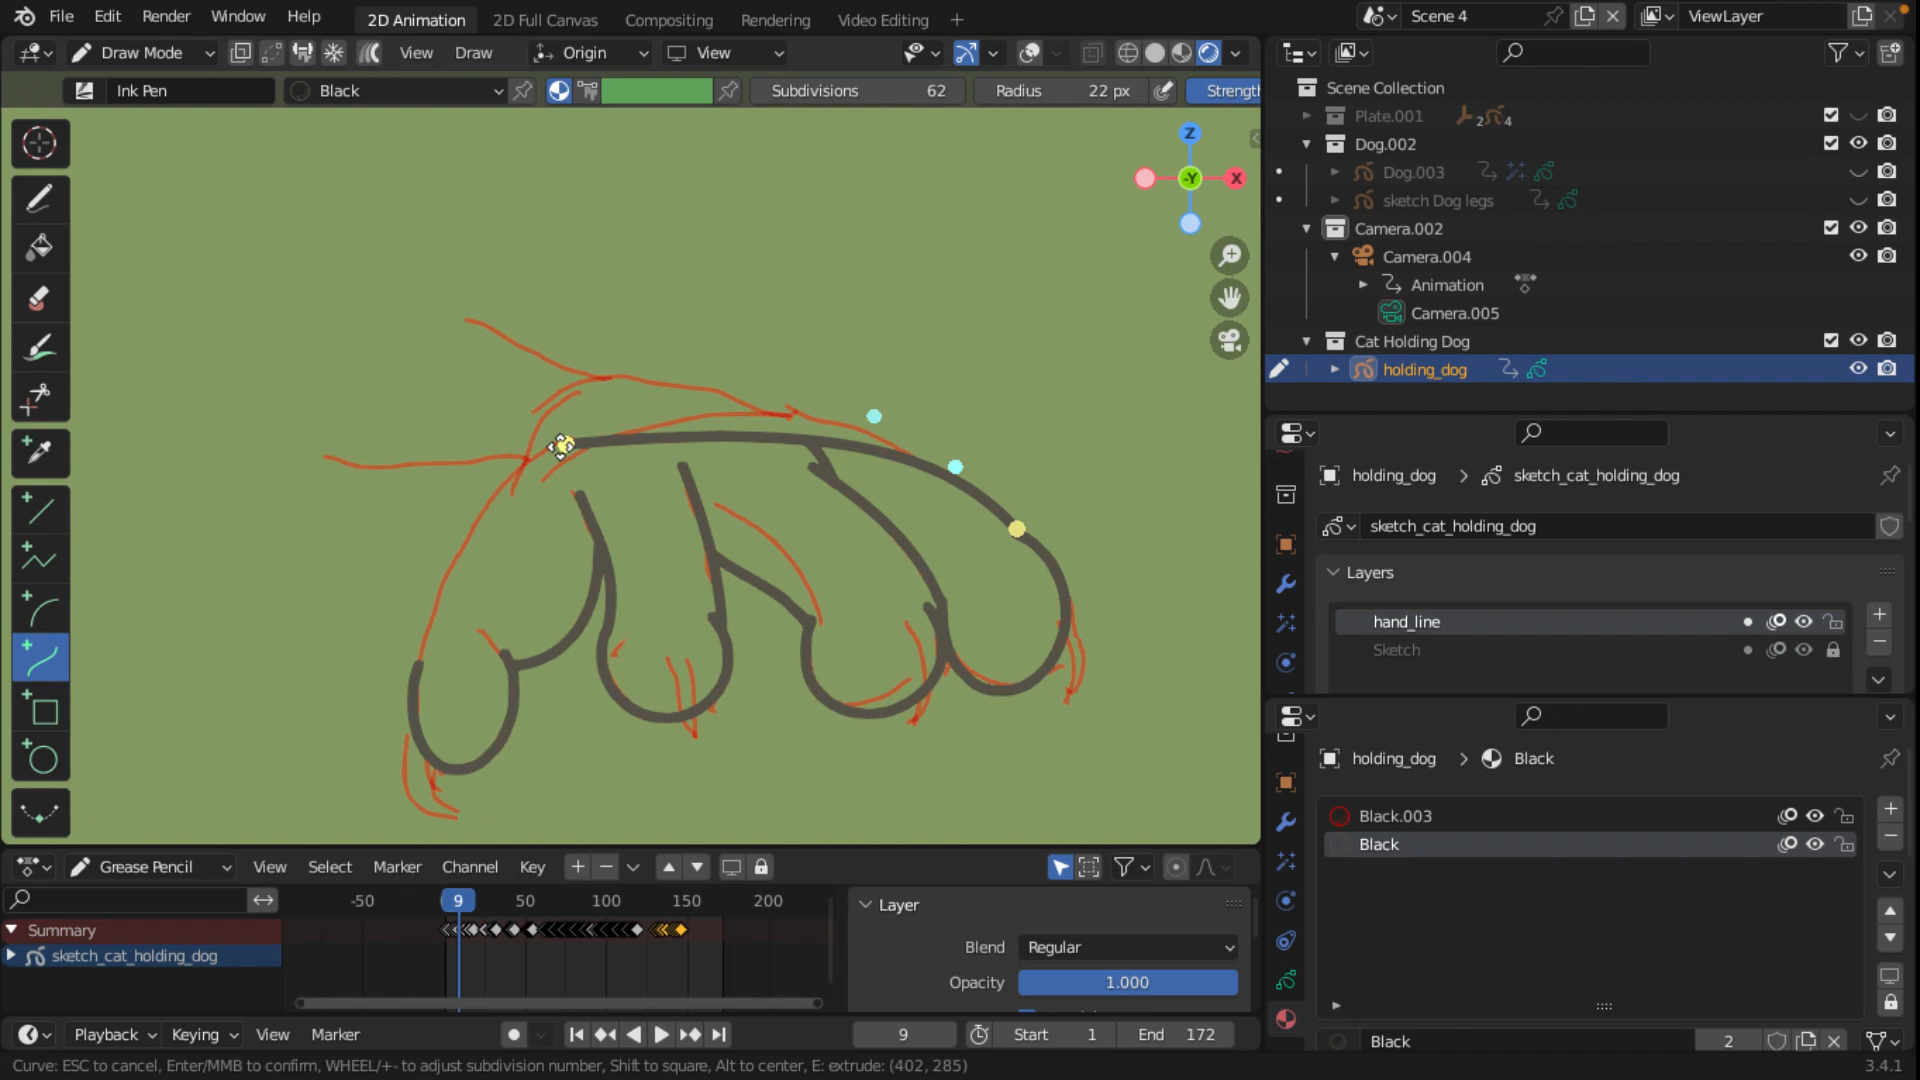 File Edit Render Window Help 2D Animation 2D Full Canvas Compositing Rendering Video Editing + Scene 4 ViewLayer
Draw Mode View Draw Origin View
Ink Pen Black Subdivisions 62 Radius 22 px Strength
Z
-Y X
Scene Collection
Plate.001 2 4
Dog.002
Dog.003
sketch Dog legs
Camera.002
Camera.004
Animation
Camera.005
Cat Holding Dog
holding_dog
holding_dog > sketch_cat_holding_dog
sketch_cat_holding_dog
Layers
hand_line
Sketch
holding_dog > Black
Black.003
Black
Black 2
Grease Pencil View Select Marker Channel Key
-50 9 50 100 150 200
Summary
sketch_cat_holding_dog
Layer
Blend Regular
Opacity 1.000
Playback Keying View Marker 9 Start 1 End 172
Curve: ESC to cancel, Enter/MMB to confirm, WHEEL/+- to adjust subdivision number, Shift to square, Alt to center, E: extrude: (402, 285) 3.4.1